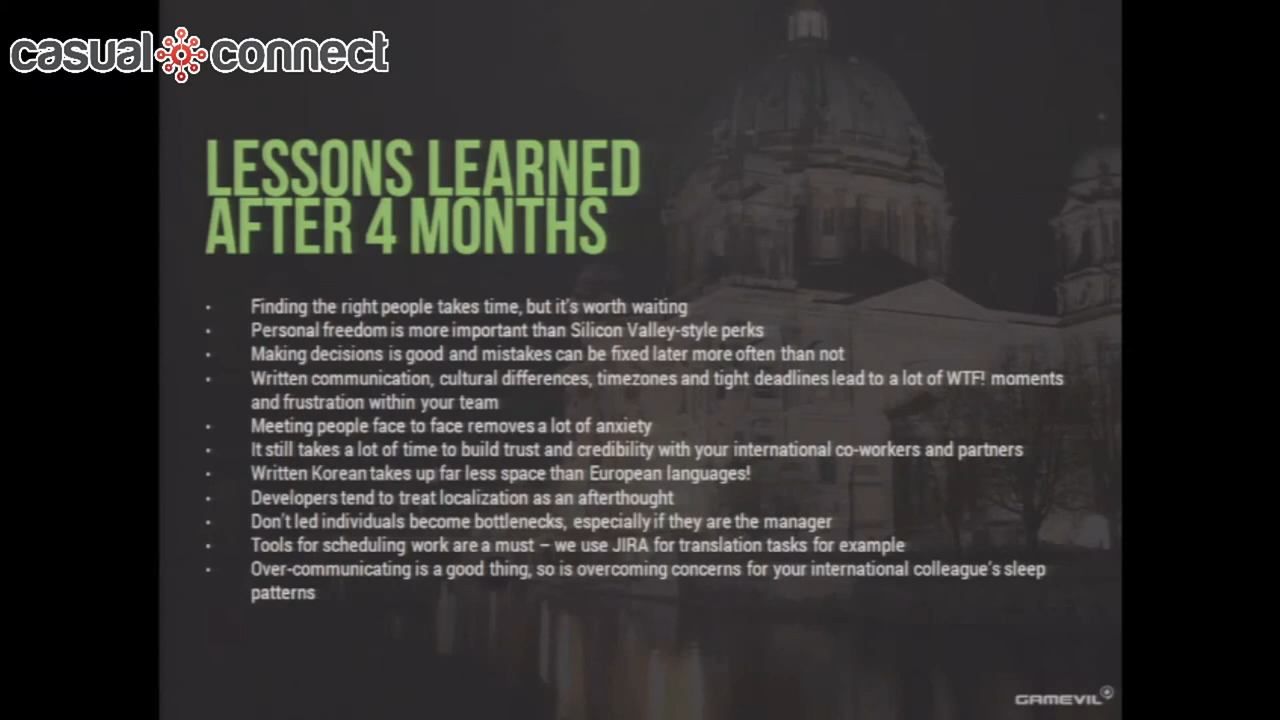 casual connect
LESSONS LEARNED
AFTER 4 MONTHS
• Finding the right people takes time, but it's worth waiting
• Personal freedom is more important than Silicon Valley-style perks
• Making decisions is good and mistakes can be fixed later more often than not
• Written communication, cultural differences, timezones and tight deadlines lead to a lot of WTF! moments
and frustration within your team
• Meeting people face to face removes a lot of anxiety
• It still takes a lot of time to build trust and credibility with your international co-workers and partners
• Written Korean takes up far less space than European languages!
• Developers tend to treat localization as an afterthought
• Don't led individuals become bottlenecks, especially if they are the manager
• Tools for scheduling work are a must – we use JIRA for translation tasks for example
• Over-communicating is a good thing, so is overcoming concerns for your international colleague's sleep
patterns
GAMEVIL